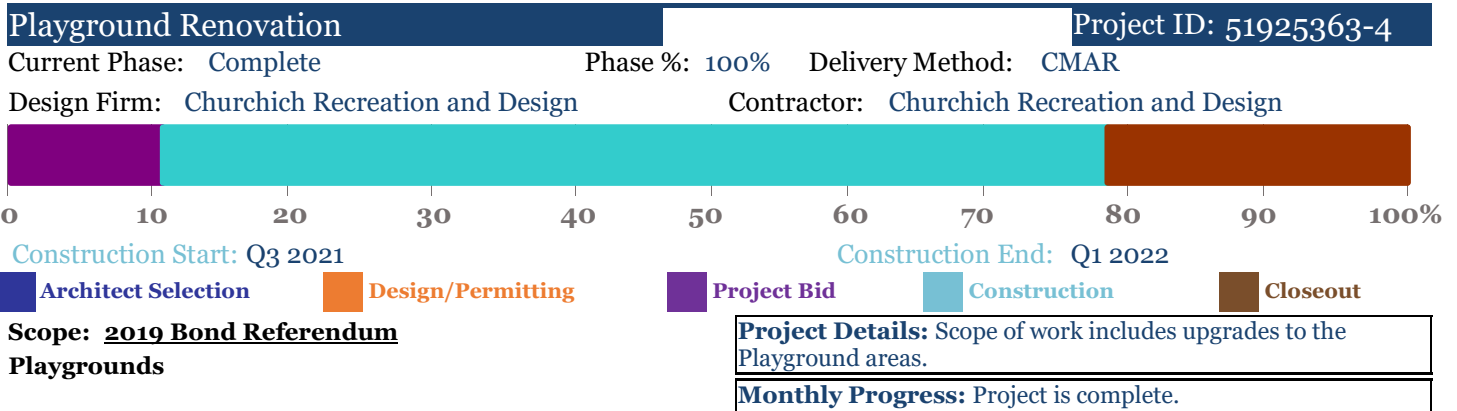 Playground Renovation Project ID: 51925363-4
Current Phase: Complete Phase %: 100% Delivery Method: CMAR
Design Firm: Churchich Recreation and Design Contractor: Churchich Recreation and Design
0 10 20 30 40 50 60 70 80 90 100%
Construction Start: Q3 2021 Construction End: Q1 2022
Architect Selection Design/Permitting Project Bid Construction Closeout
Scope: 2019 Bond Referendum
Playgrounds
Project Details: Scope of work includes upgrades to the
Playground areas.
Monthly Progress: Project is complete.